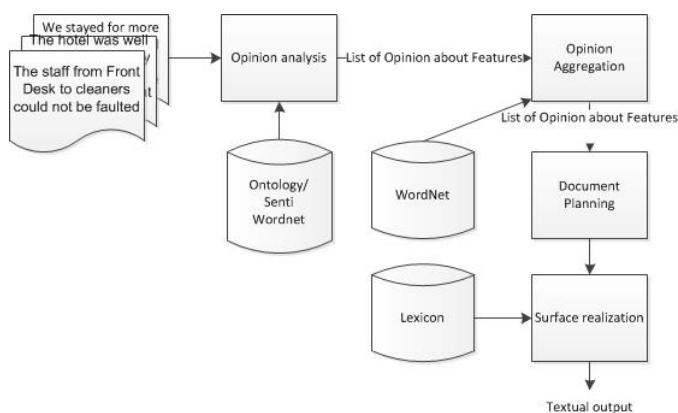 We stayed for more
The hotel was well
The staff from Front
Desk to cleaners
could not be faulted
Opinion analysis
List of Opinion about Features
Opinion
Aggregation
List of Opinion about Features
Ontology/
Senti
Wordnet
WordNet
Document
Planning
Lexicon
Surface realization
Textual output